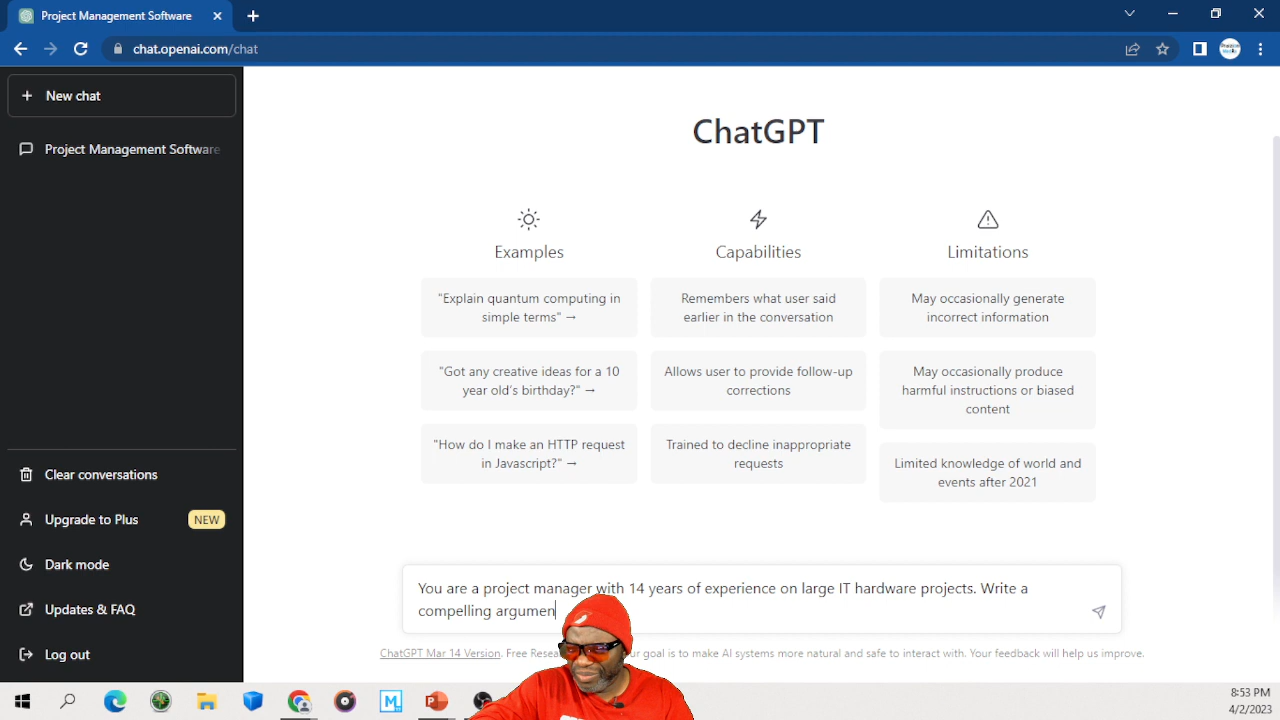 Project Management Software
chat.openai.com/chat
New chat
Project Management Software
Clear conversations
Upgrade to Plus
NEW
Dark mode
Updates & FAQ
Log out
ChatGPT
Examples
"Explain quantum computing in
simple terms" →
"Got any creative ideas for a 10
year old's birthday?" →
"How do I make an HTTP request
in Javascript?" →
Capabilities
Remembers what user said
earlier in the conversation
Allows user to provide follow-up
corrections
Trained to decline inappropriate
requests
Limitations
May occasionally generate
incorrect information
May occasionally produce
harmful instructions or biased
content
Limited knowledge of world and
events after 2021
You are a project manager with 14 years of experience on large IT hardware projects. Write a
compelling argumen
ChatGPT Mar 14 Version. Free ur goal is to make AI systems more natural and safe to interact with. Your feedback will help us improve.
8:53 PM
4/2/2023